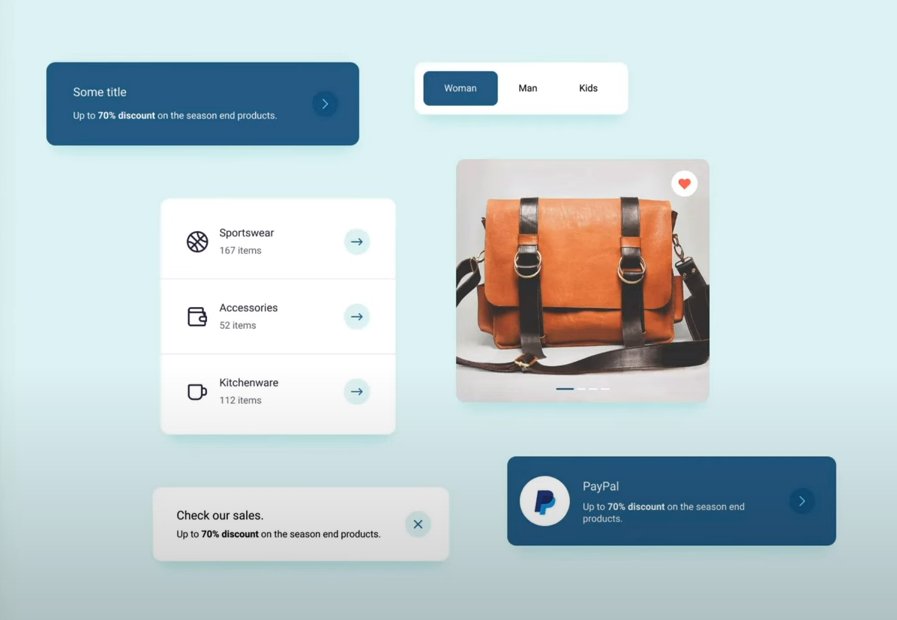 Some title
Up to 70% discount on the season end products.
Woman
Man
Kids
Sportswear
167 items
Accessories
52 items
Kitchenware
112 items
Check our sales.
Up to 70% discount on the season end products.
PayPal
Up to 70% discount on the season end
products.